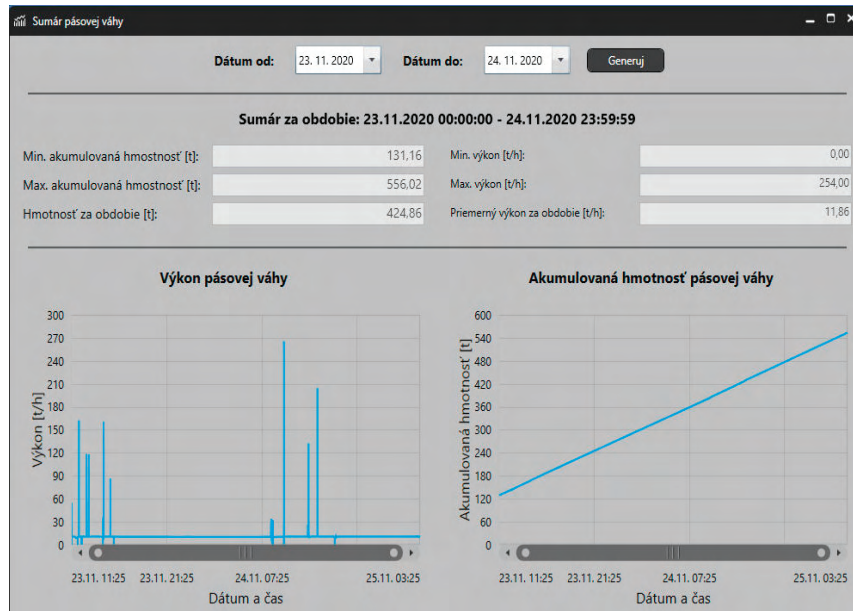 Sumár pásovej váhy
Dátum od: 23. 11. 2020 Dátum do: 24. 11. 2020 Generuj
Sumár za obdobie: 23.11.2020 00:00:00 - 24.11.2020 23:59:59
Min. akumulovaná hmostnosť [t]: 131,16 Min. výkon [t/h]: 0,00
Max. akumulovaná hmostnosť [t]: 556,02 Max. výkon [t/h]: 254,00
Hmotnosť za obdobie [t]: 424,86 Priemerný výkon za obdobie [t/h]: 11,86
Výkon pásovej váhy
300
270
240
210
180
150
120
90
60
30
0
Výkon [t/h]
23.11. 11:25 23.11. 21:25 24.11. 07:25 25.11. 03:25
Dátum a čas
Akumulovaná hmotnosť pásovej váhy
600
540
480
420
360
300
240
180
120
60
0
Akumulovaná hmotnosť [t]
23.11. 11:25 23.11. 21:25 24.11. 07:25 25.11. 03:25
Dátum a čas